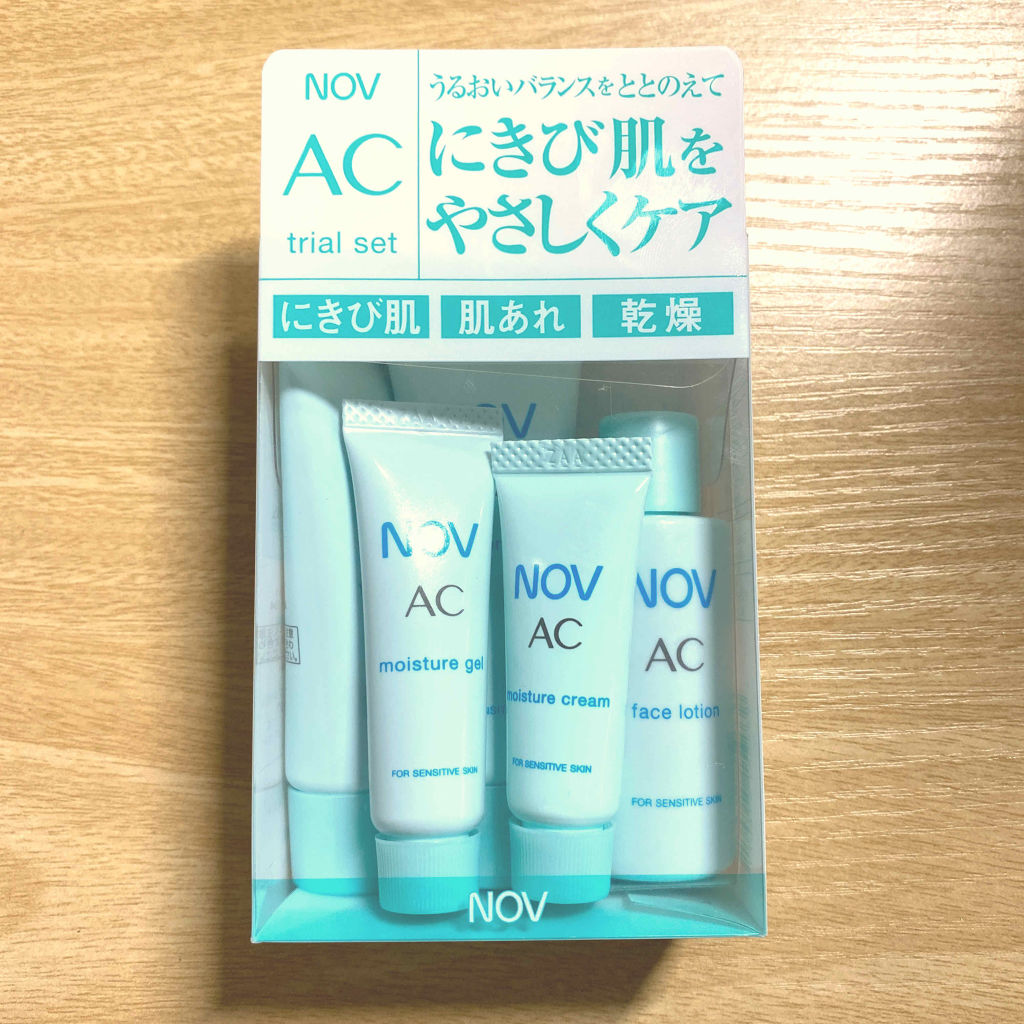 NOV
AC
trial set
うるおいバランスをととのえて
にきび肌を
やさしくケア
にきび肌
肌あれ
乾燥
NOV
AC
moisture gel
FOR SENSITIVE SKIN
ZAA
NOV
AC
moisture cream
FOR SENSITIVE SKIN
NOV
AC
face lotion
FOR SENSITIVE SKIN
NOV